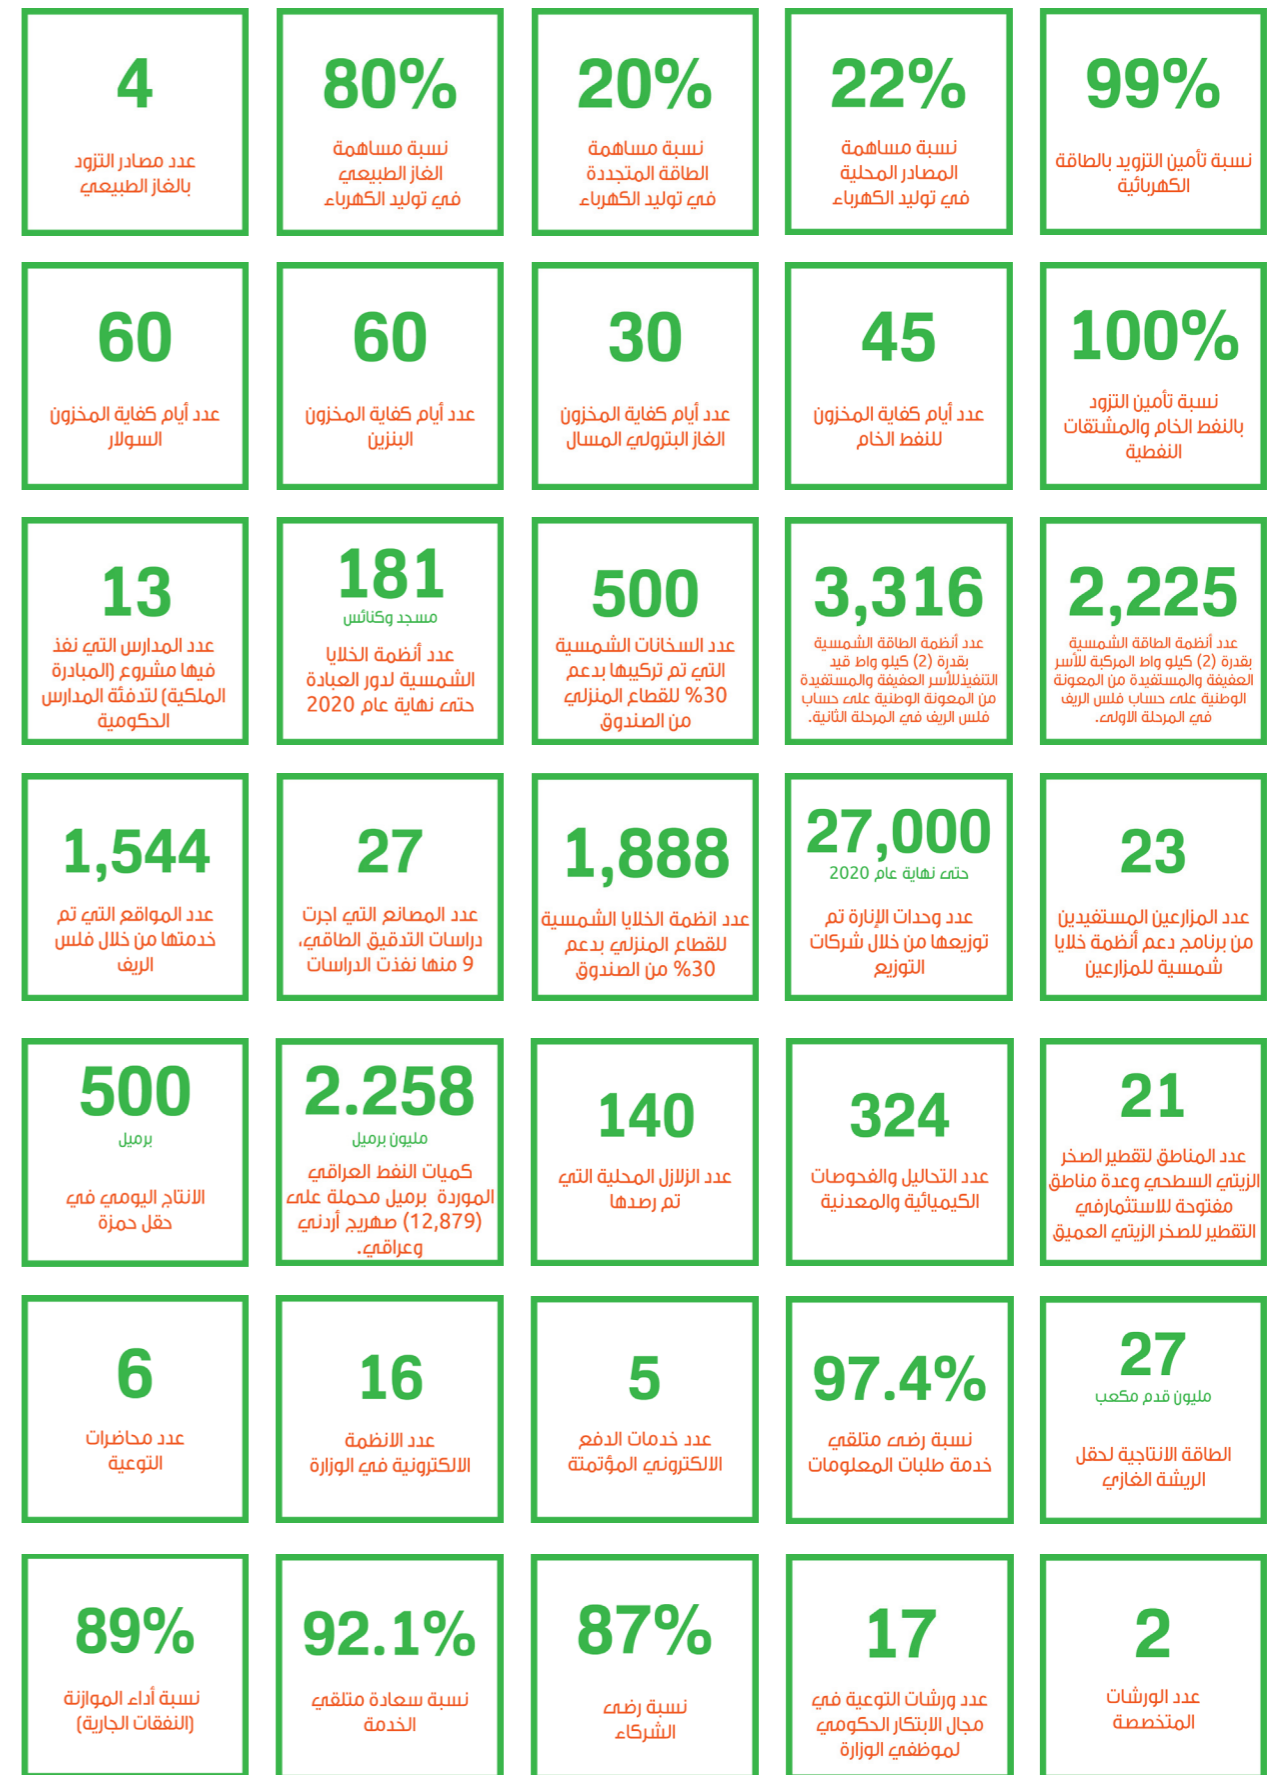 99%
نسبة تأمين التزويد بالطاقة
الكهربائية
22%
نسبة مساهمة
المصادر المحلية
في توليد الكهرباء
20%
نسبة مساهمة
الطاقة المتجددة
في توليد الكهرباء
80%
نسبة مساهمة
الغاز الطبيعي
في توليد الكهرباء
4
عدد مصادر التزود
بالغاز الطبيعي
100%
نسبة تأمين التزود
بالنفط الخام والمشتقات
النفطية
45
عدد أيام كفاية المخزون
للنفط الخام
30
عدد أيام كفاية المخزون
الغاز البترولي المسال
60
عدد أيام كفاية المخزون
البنزين
60
عدد أيام كفاية المخزون
السولار
2,225
عدد أنظمة الطاقة الشمسية
بقدرة (2) كيلو واط المركبة للأسر
العفيفة والمستفيدة من المعونة
الوطنية على حساب فلس الريف
في المرحلة الاولى.
3,316
عدد أنظمة الطاقة الشمسية
بقدرة (2) كيلو واط قيد
التنفيذللأسر العفيفة والمستفيدة
من المعونة الوطنية على حساب
فلس الريف في المرحلة الثانية.
500
عدد السخانات الشمسية
التي تم تركيبها بدعم
30% للقطاع المنزلي
من الصندوق
181
مسجد وكنائس
عدد أنظمة الخلايا
الشمسية لدور العبادة
حتى نهاية عام 2020
13
عدد المدارس التي نفذ
فيها مشروع (المبادرة
الملكية) لتدفئة المدارس
الحكومية
23
عدد المزارعين المستفيدين
من برنامج دعم أنظمة خلايا
شمسية للمزارعين
27,000
حتى نهاية عام 2020
عدد وحدات الإنارة تم
توزيعها من خلال شركات
التوزيع
1,888
عدد انظمة الخلايا الشمسية
للقطاع المنزلي بدعم
30% من الصندوق
27
عدد المصانع التي اجرت
دراسات التدقيق الطاقي،
9 منها نفذت الدراسات
1,544
عدد المواقع التي تم
خدمتها من خلال فلس
الريف
21
عدد المناطق لتقطير الصخر
الزيتي السطحي وعدة مناطق
مفتوحة للاستثمارفي
التقطير للصخر الزيتي العميق
324
عدد التحاليل والفحوصات
الكيميائية والمعدنية
140
عدد الزلازل المحلية التي
تم رصدها
2.258
مليون برميل
كميات النفط العراقي
الموردة برميل محملة على
(12,879) صهريج أردني
وعراقي.
500
برميل
الانتاج اليومي في
حقل حمزة
27
مليون قدم مكعب
الطاقة الانتاجية لحقل
الريشة الغازي
97.4%
نسبة رضى متلقي
خدمة طلبات المعلومات
5
عدد خدمات الدفع
الالكتروني المؤتمتة
16
عدد الانظمة
الالكترونية في الوزارة
6
عدد محاضرات
التوعية
2
عدد الورشات
المتخصصة
17
عدد ورشات التوعية في
مجال الابتكار الحكومي
لموظفي الوزارة
87%
نسبة رضى
الشركاء
92.1%
نسبة سعادة متلقي
الخدمة
89%
نسبة أداء الموازنة
(النفقات الجارية)